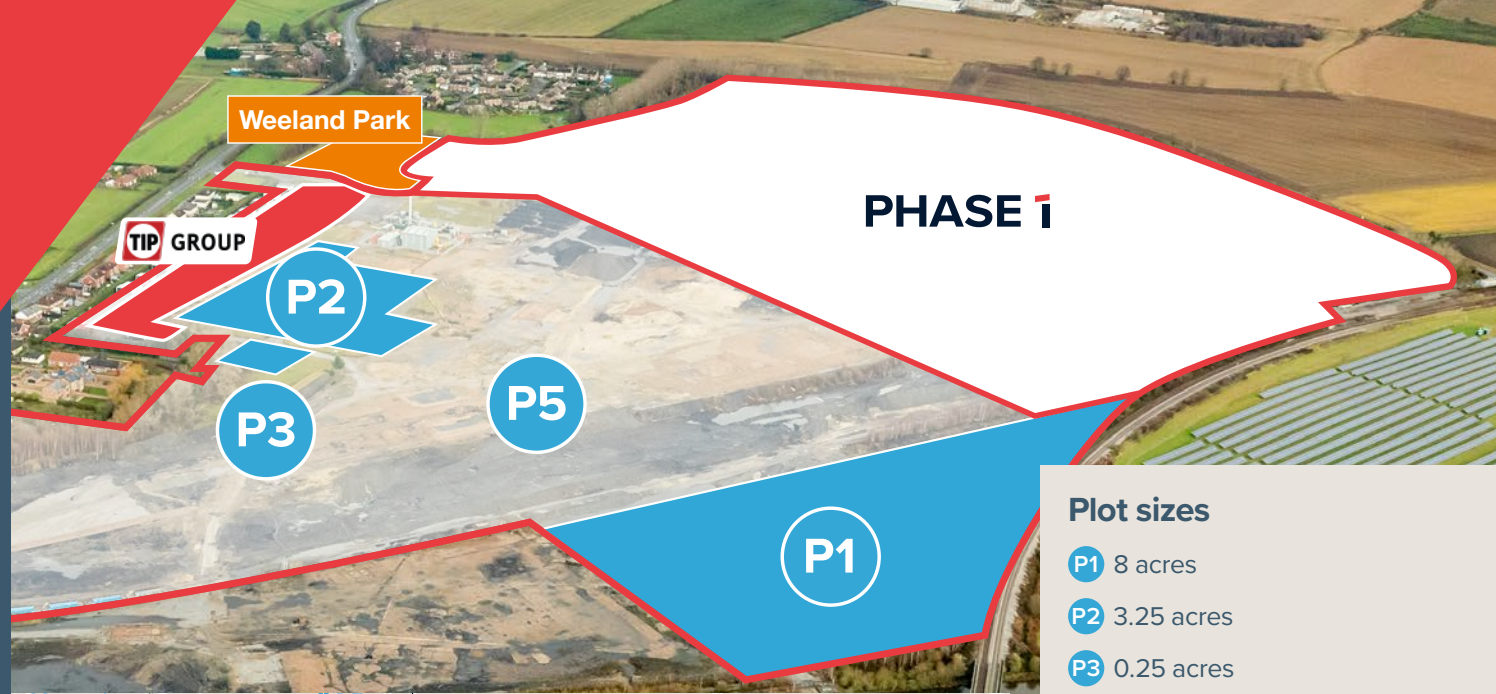 Weeland Park
PHASE 1
TIP GROUP
P2
P3
P5
P1
Plot sizes
P1 8 acres
P2 3.25 acres
P3 0.25 acres